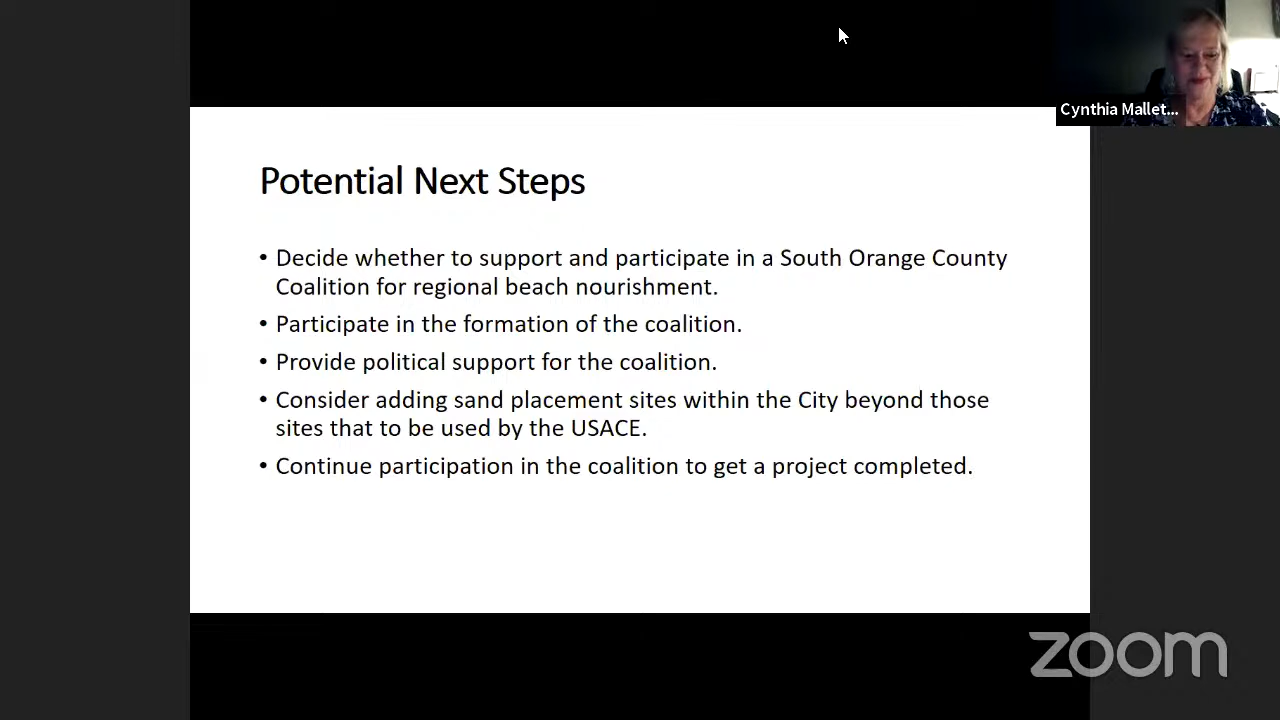 Cynthia Mallet...
Potential Next Steps
• Decide whether to support and participate in a South Orange County
Coalition for regional beach nourishment.
• Participate in the formation of the coalition.
• Provide political support for the coalition.
• Consider adding sand placement sites within the City beyond those
sites that to be used by the USACE.
• Continue participation in the coalition to get a project completed.
zoom